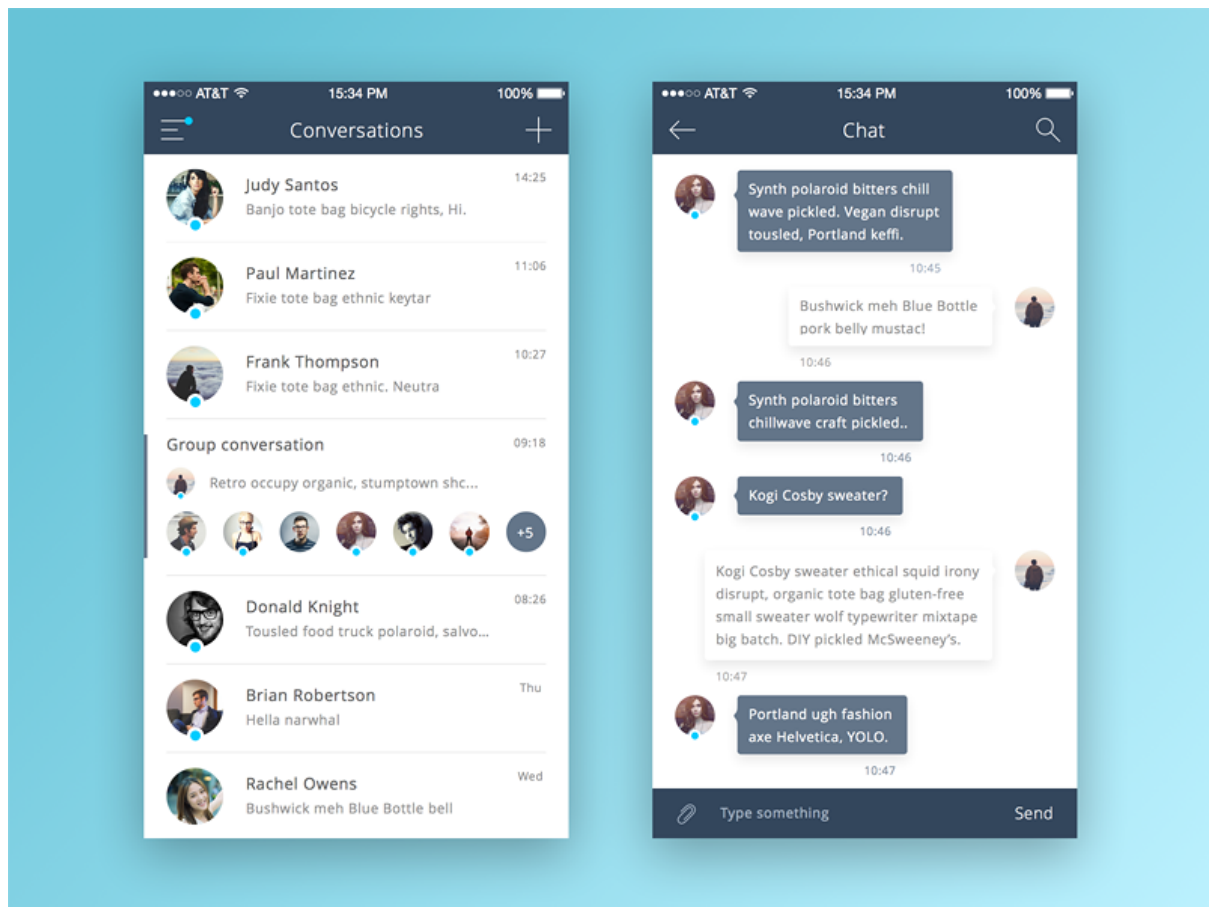 AT&T 15:34 PM 100%
Conversations
Judy Santos 14:25
Banjo tote bag bicycle rights, Hi.
Paul Martinez 11:06
Fixie tote bag ethnic keytar
Frank Thompson 10:27
Fixie tote bag ethnic. Neutra
Group conversation 09:18
Retro occupy organic, stumptown shc...
+5
Donald Knight 08:26
Tousled food truck polaroid, salvo...
Brian Robertson Thu
Hella narwhal
Rachel Owens Wed
Bushwick meh Blue Bottle bell
AT&T 15:34 PM 100%
Chat
Synth polaroid bitters chill
wave pickled. Vegan disrupt
tousled, Portland keffi.
10:45
Bushwick meh Blue Bottle
pork belly mustac!
10:46
Synth polaroid bitters
chillwave craft pickled..
10:46
Kogi Cosby sweater?
10:46
Kogi Cosby sweater ethical squid irony
disrupt, organic tote bag gluten-free
small sweater wolf typewriter mixtape
big batch. DIY pickled McSweeney's.
10:47
Portland ugh fashion
axe Helvetica, YOLO.
10:47
Type something Send